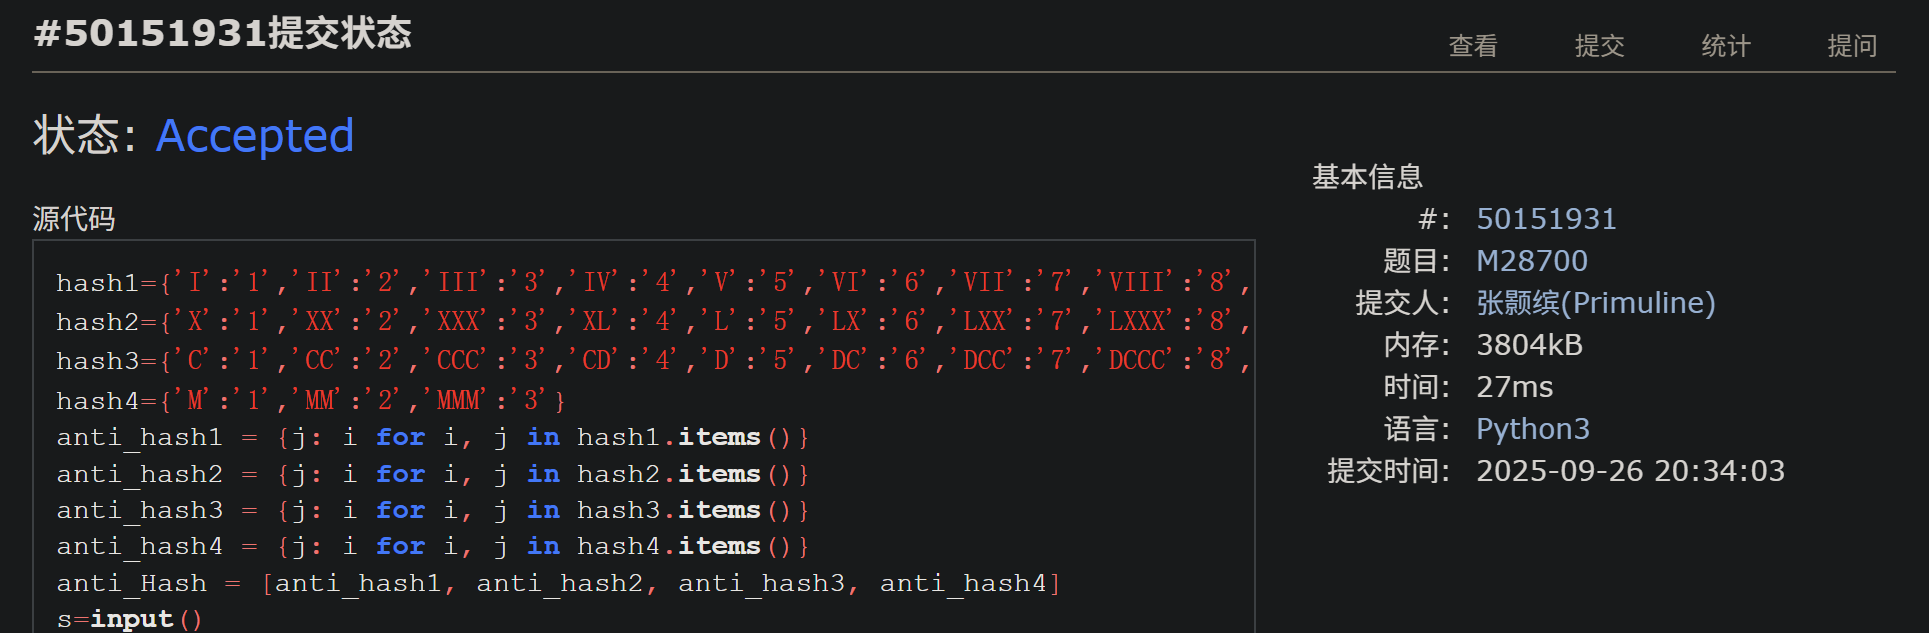 #50151931提交状态
查看 提交 统计 提问
状态: Accepted
源代码
hash1={'I':'1','II':'2','III':'3','IV':'4','V':'5','VI':'6','VII':'7','VIII':'8',
hash2={'X':'1','XX':'2','XXX':'3','XL':'4','L':'5','LX':'6','LXX':'7','LXXX':'8',
hash3={'C':'1','CC':'2','CCC':'3','CD':'4','D':'5','DC':'6','DCC':'7','DCCC':'8',
hash4={'M':'1','MM':'2','MMM':'3'}
anti_hash1 = {j: i for i, j in hash1.items()}
anti_hash2 = {j: i for i, j in hash2.items()}
anti_hash3 = {j: i for i, j in hash3.items()}
anti_hash4 = {j: i for i, j in hash4.items()}
anti_Hash = [anti_hash1, anti_hash2, anti_hash3, anti_hash4]
s=input()
基本信息
#: 50151931
题目: M28700
提交人: 张颢缤(Primuline)
内存: 3804kB
时间: 27ms
语言: Python3
提交时间: 2025-09-26 20:34:03